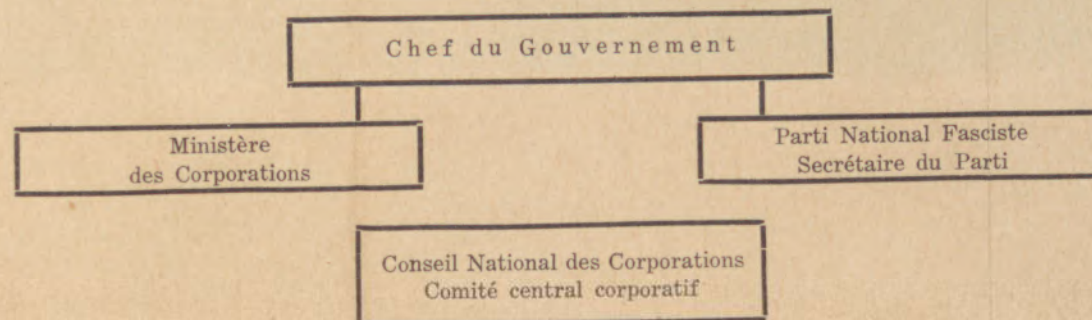 Chef du Gouvernement
Ministère
des Corporations
Parti National Fasciste
Secrétaire du Parti
Conseil National des Corporations
Comité central corporatif